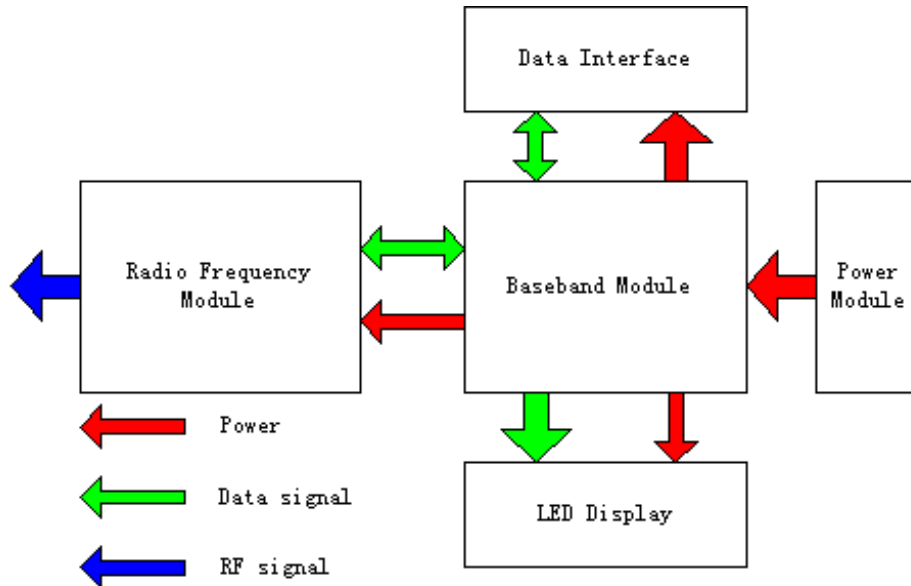 Data Interface
Radio Frequency
Module
Baseband Module
Power
Module
Power
Data signal
LED Display
RF signal